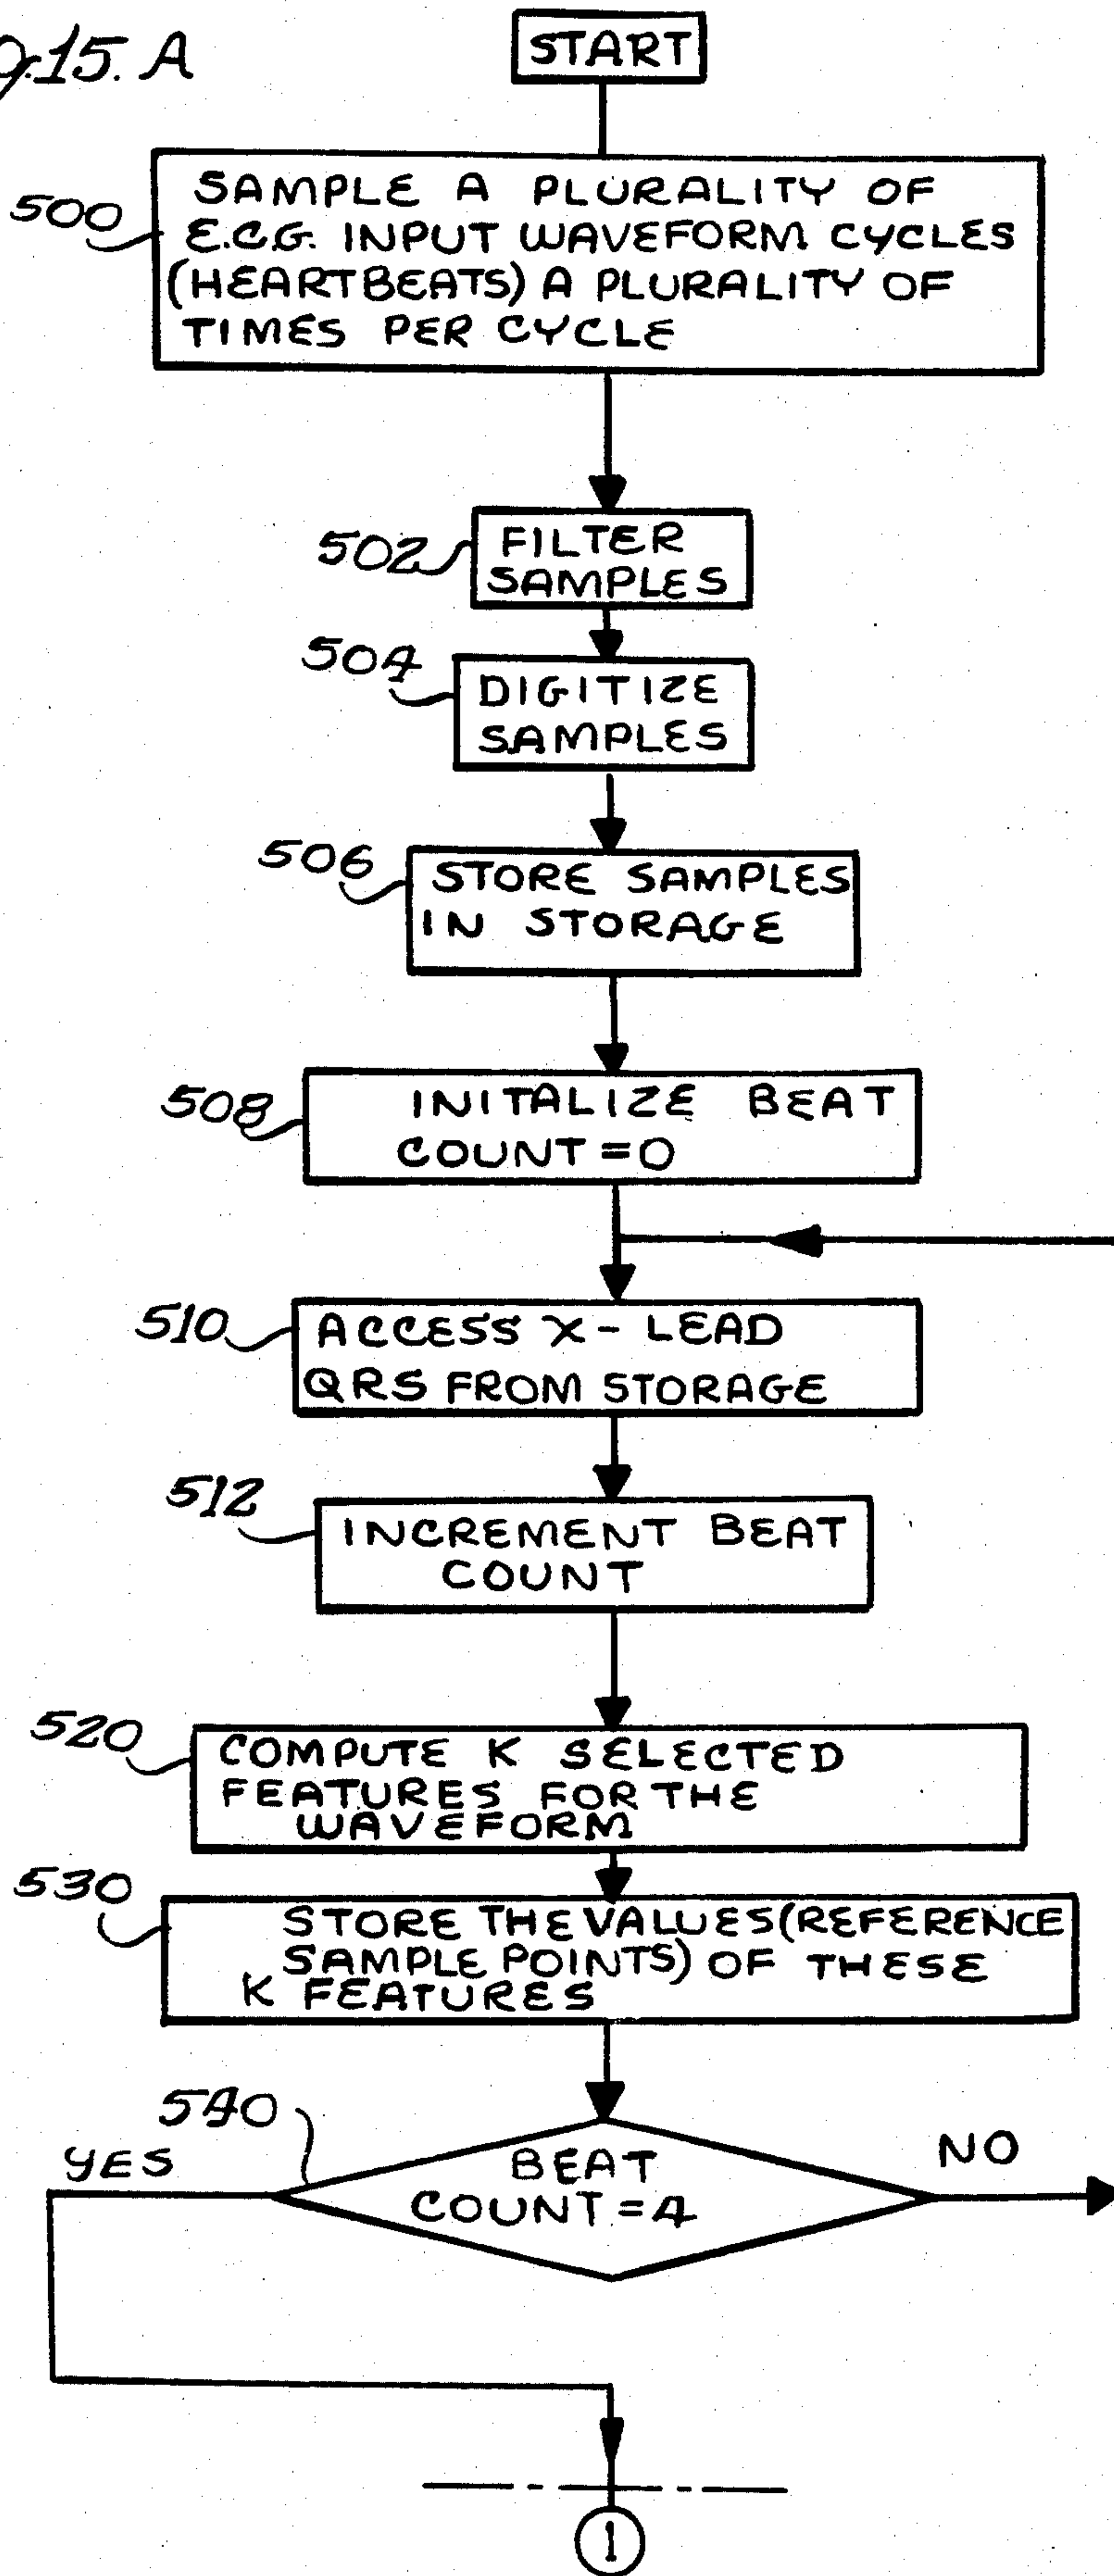 g. 15. A
START
500
SAMPLE A PLURALITY OF
E.C.G. INPUT WAVEFORM CYCLES
(HEARTBEATS) A PLURALITY OF
TIMES PER CYCLE
502
FILTER
SAMPLES
504
DIGITIZE
SAMPLES
506
STORE SAMPLES
IN STORAGE
508
INITALIZE BEAT
COUNT=0
510
ACCESS X- LEAD
QRS FROM STORAGE
512
INCREMENT BEAT
COUNT
520
COMPUTE K SELECTED
FEATURES FOR THE
WAVEFORM
530
STORE THE VALUES (REFERENCE
SAMPLE POINTS) OF THESE
K FEATURES
540
YES
BEAT
COUNT=4
NO
1